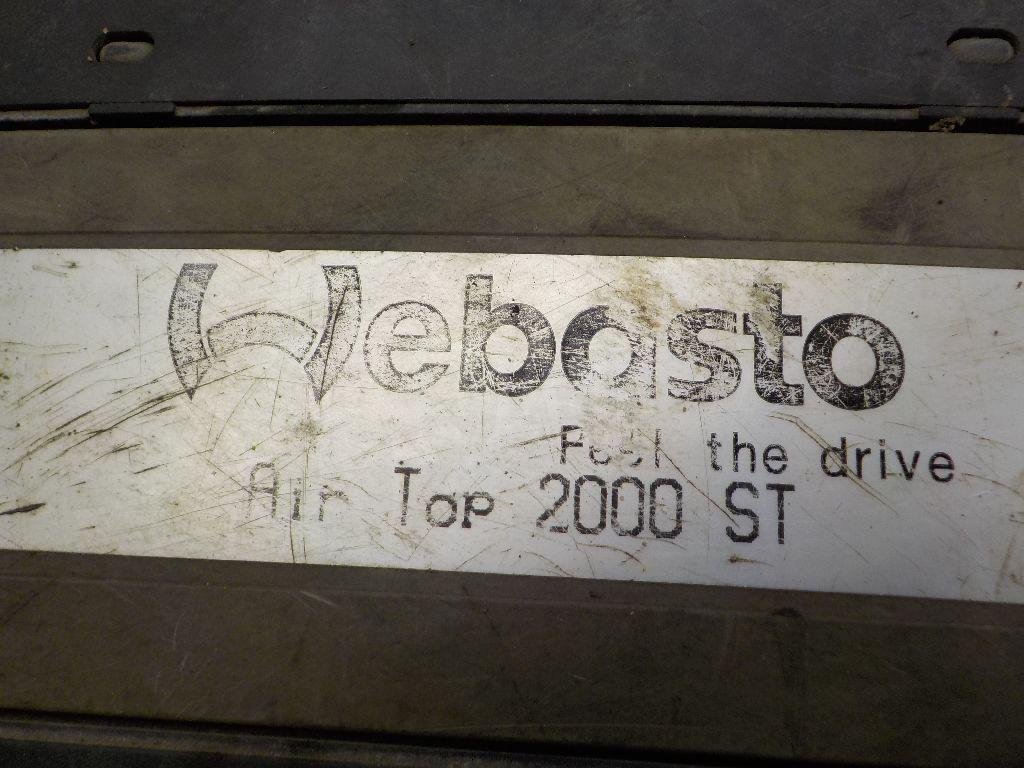 Webasto
Feel the drive
Air Top 2000 ST